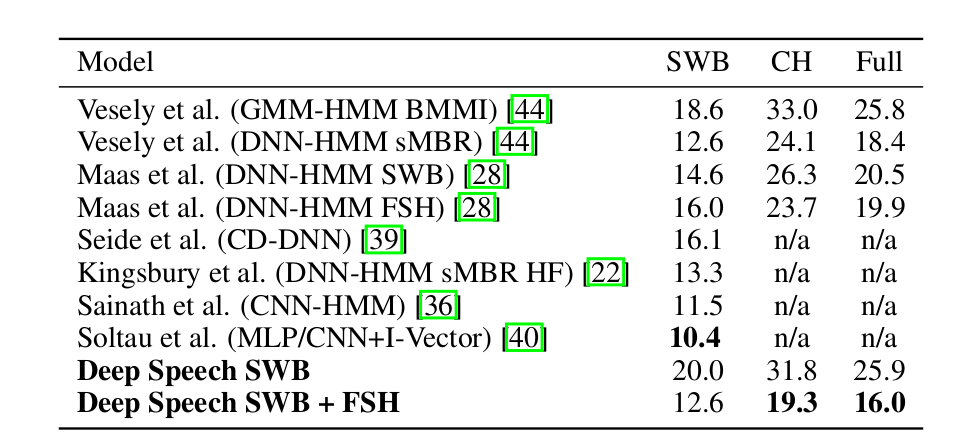 Model SWB CH Full
Vesely et al. (GMM-HMM BMMI) [44] 18.6 33.0 25.8
Vesely et al. (DNN-HMM sMBR) [44] 12.6 24.1 18.4
Maas et al. (DNN-HMM SWB) [28] 14.6 26.3 20.5
Maas et al. (DNN-HMM FSH) [28] 16.0 23.7 19.9
Seide et al. (CD-DNN) [39] 16.1 n/a n/a
Kingsbury et al. (DNN-HMM sMBR HF) [22] 13.3 n/a n/a
Sainath et al. (CNN-HMM) [36] 11.5 n/a n/a
Soltau et al. (MLP/CNN+I-Vector) [40] 10.4 n/a n/a
Deep Speech SWB 20.0 31.8 25.9
Deep Speech SWB + FSH 12.6 19.3 16.0